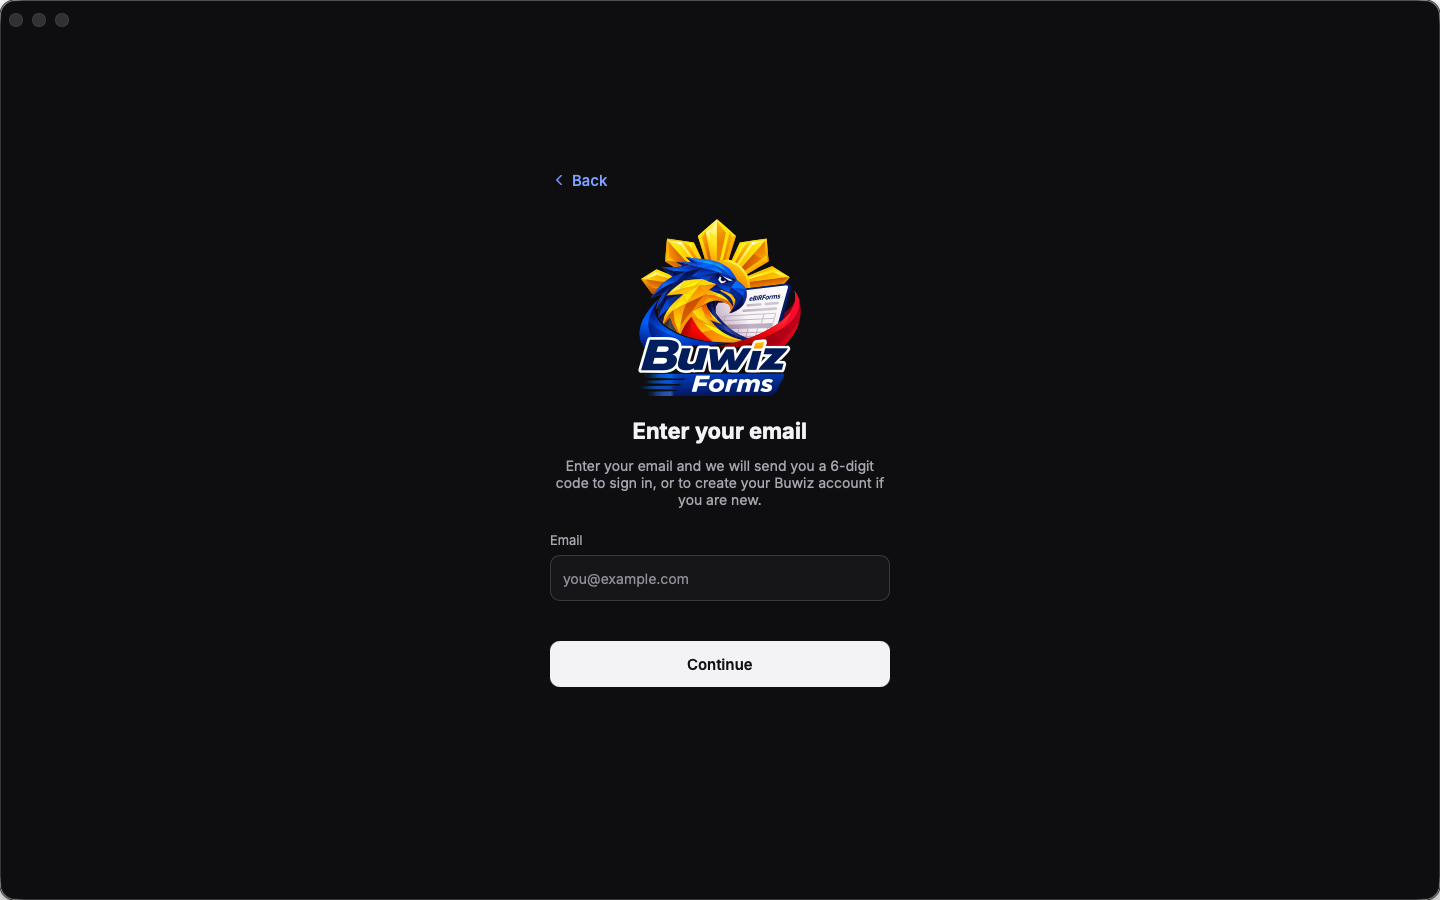 Back
eBIRForms
Buwiz
Forms
Enter your email
Enter your email and we will send you a 6-digit
code to sign in, or to create your Buwiz account if
you are new.
Email
you@example.com
Continue